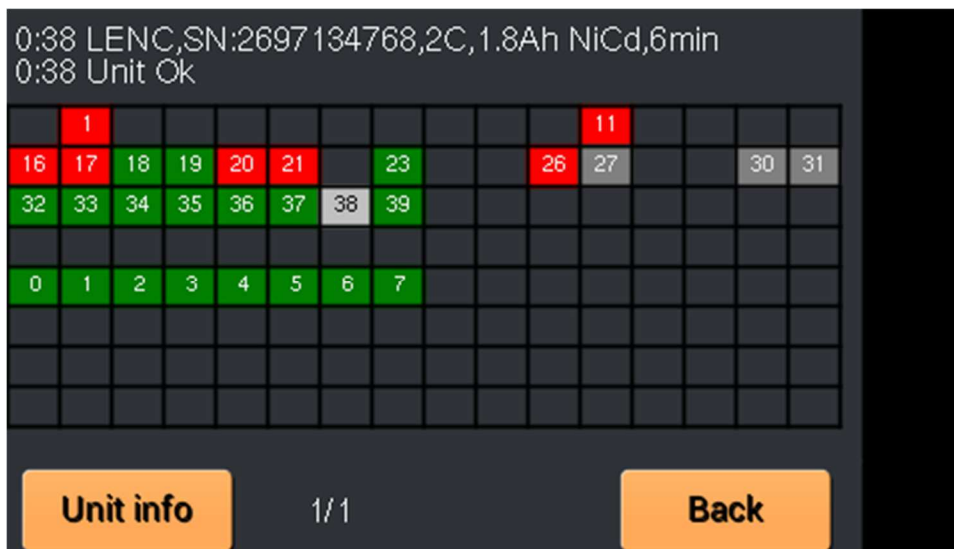 0:38 LENC,SN:2697134768,2C,1.8Ah NiCd,6min
0:38 Unit Ok
1 11
16 17 18 19 20 21 23 26 27 30 31
32 33 34 35 36 37 38 39
0 1 2 3 4 5 6 7
Unit info 1/1 Back